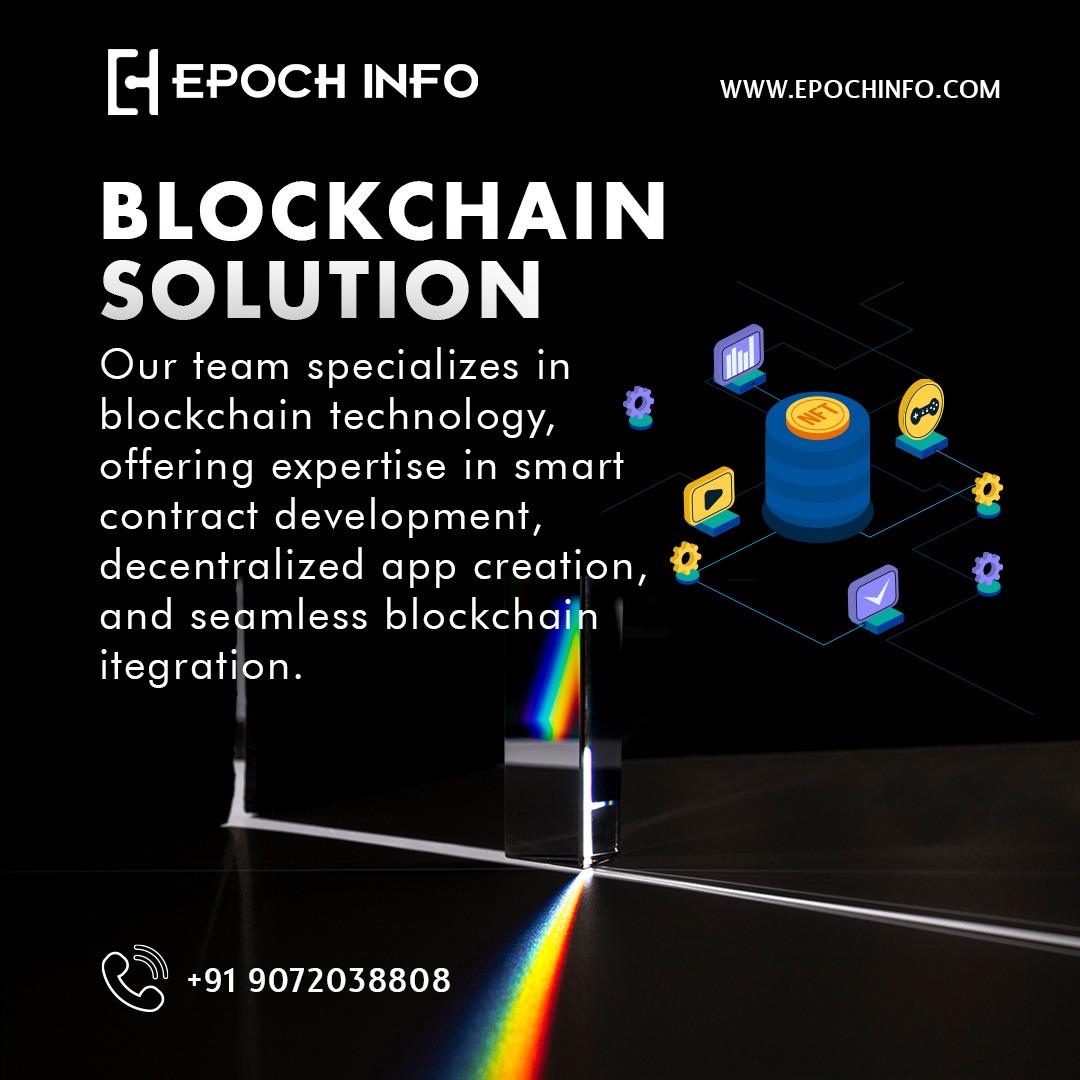 EPOCH INFO
WWW.EPOCHINFO.COM
BLOCKCHAIN
SOLUTION
Our team specializes in
blockchain technology,
offering expertise in smart
contract development,
decentralized app creation,
and seamless blockchain
itegration.
NFT
+91 9072038808